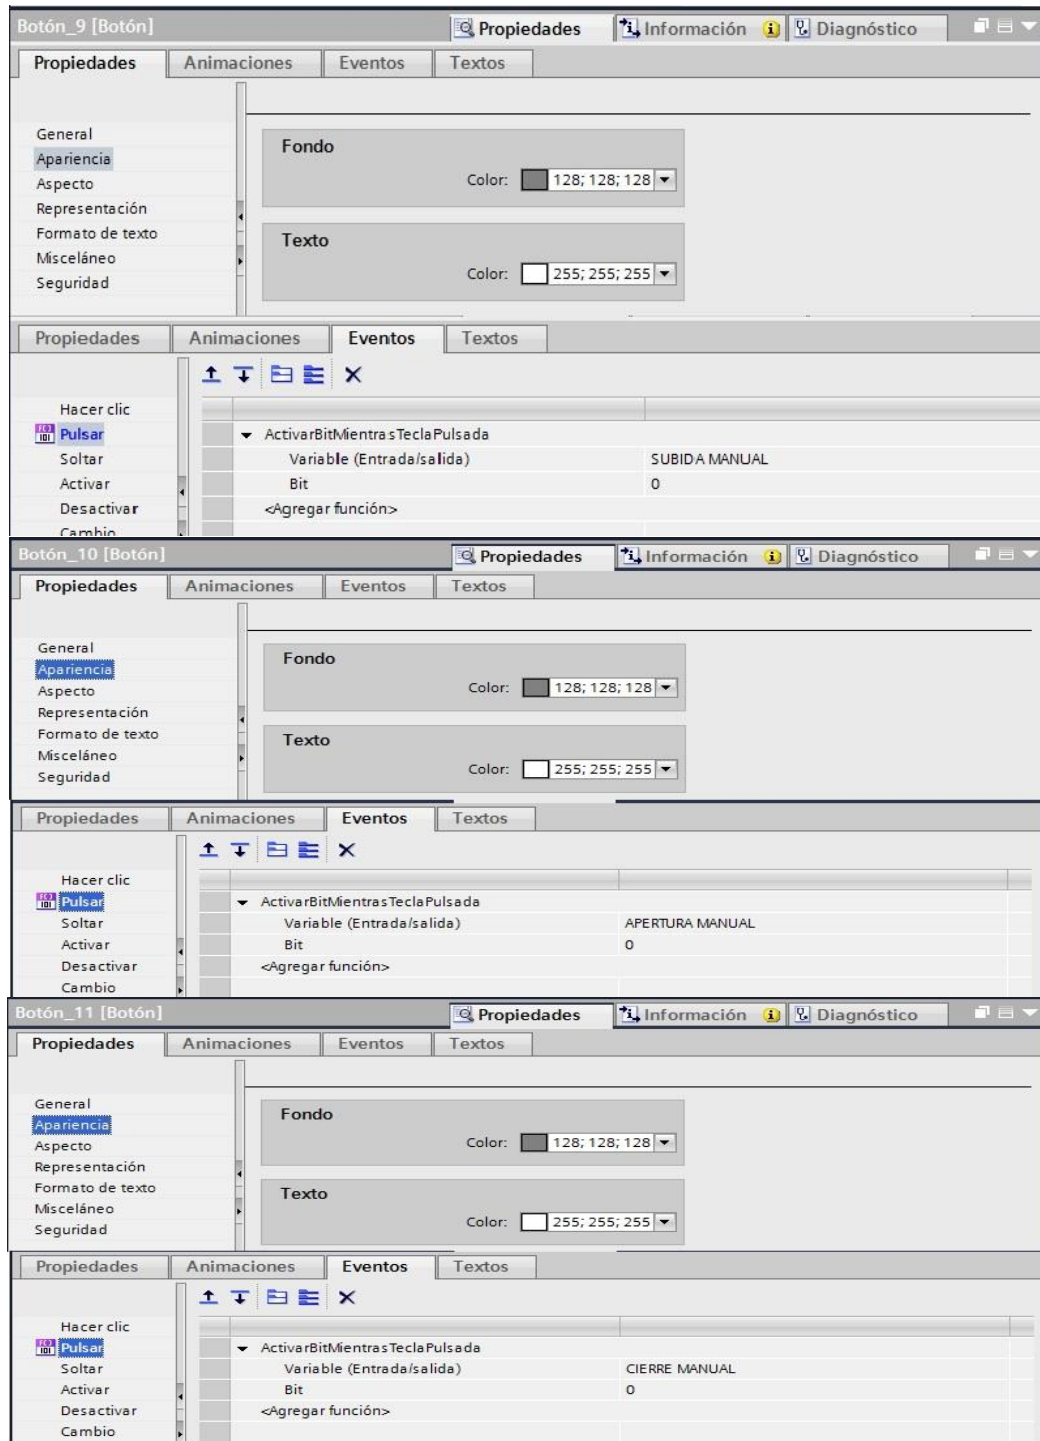 Botón_9 [Botón] Propiedades Información Diagnóstico
Propiedades Animaciones Eventos Textos
General
Apariencia
Aspecto
Representación
Formato de texto
Misceláneo
Seguridad
Fondo
Color: 128; 128; 128
Texto
Color: 255; 255; 255
Propiedades Animaciones Eventos Textos
Hacer clic
Pulsar
Soltar
Activar
Desactivar
Cambio
ActivarBitMientrasTeclaPulsada
Variable (Entrada/salida) SUBIDA MANUAL
Bit 0
<Agregar función>
Botón_10 [Botón] Propiedades Información Diagnóstico
Propiedades Animaciones Eventos Textos
General
Apariencia
Aspecto
Representación
Formato de texto
Misceláneo
Seguridad
Fondo
Color: 128; 128; 128
Texto
Color: 255; 255; 255
Propiedades Animaciones Eventos Textos
Hacer clic
Pulsar
Soltar
Activar
Desactivar
Cambio
ActivarBitMientrasTeclaPulsada
Variable (Entrada/salida) APERTURA MANUAL
Bit 0
<Agregar función>
Botón_11 [Botón] Propiedades Información Diagnóstico
Propiedades Animaciones Eventos Textos
General
Apariencia
Aspecto
Representación
Formato de texto
Misceláneo
Seguridad
Fondo
Color: 128; 128; 128
Texto
Color: 255; 255; 255
Propiedades Animaciones Eventos Textos
Hacer clic
Pulsar
Soltar
Activar
Desactivar
Cambio
ActivarBitMientrasTeclaPulsada
Variable (Entrada/salida) CIERRE MANUAL
Bit 0
<Agregar función>